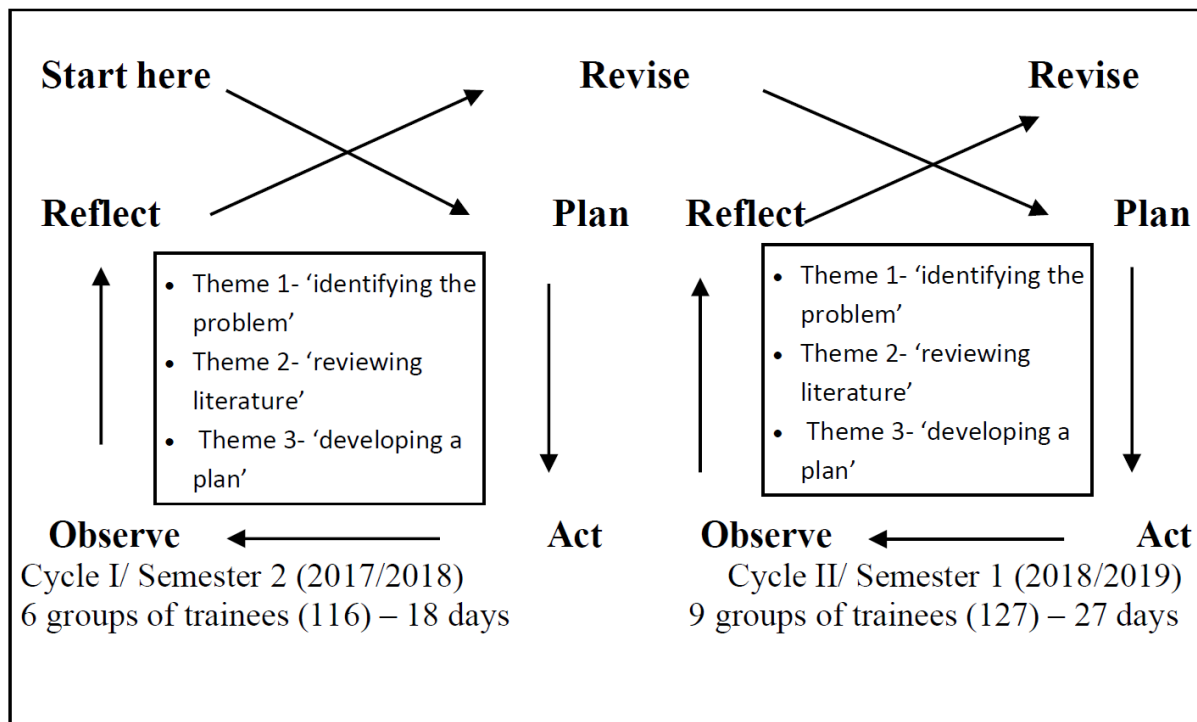 Start here
Revise
Revise
Reflect
Plan
Reflect
Plan
• Theme 1- ‘identifying the
problem’
• Theme 2- ‘reviewing
literature’
• Theme 3- ‘developing a
plan’
• Theme 1- ‘identifying the
problem’
• Theme 2- ‘reviewing
literature’
• Theme 3- ‘developing a
plan’
Observe
Act
Observe
Act
Cycle I/ Semester 2 (2017/2018)
6 groups of trainees (116) – 18 days
Cycle II/ Semester 1 (2018/2019)
9 groups of trainees (127) – 27 days